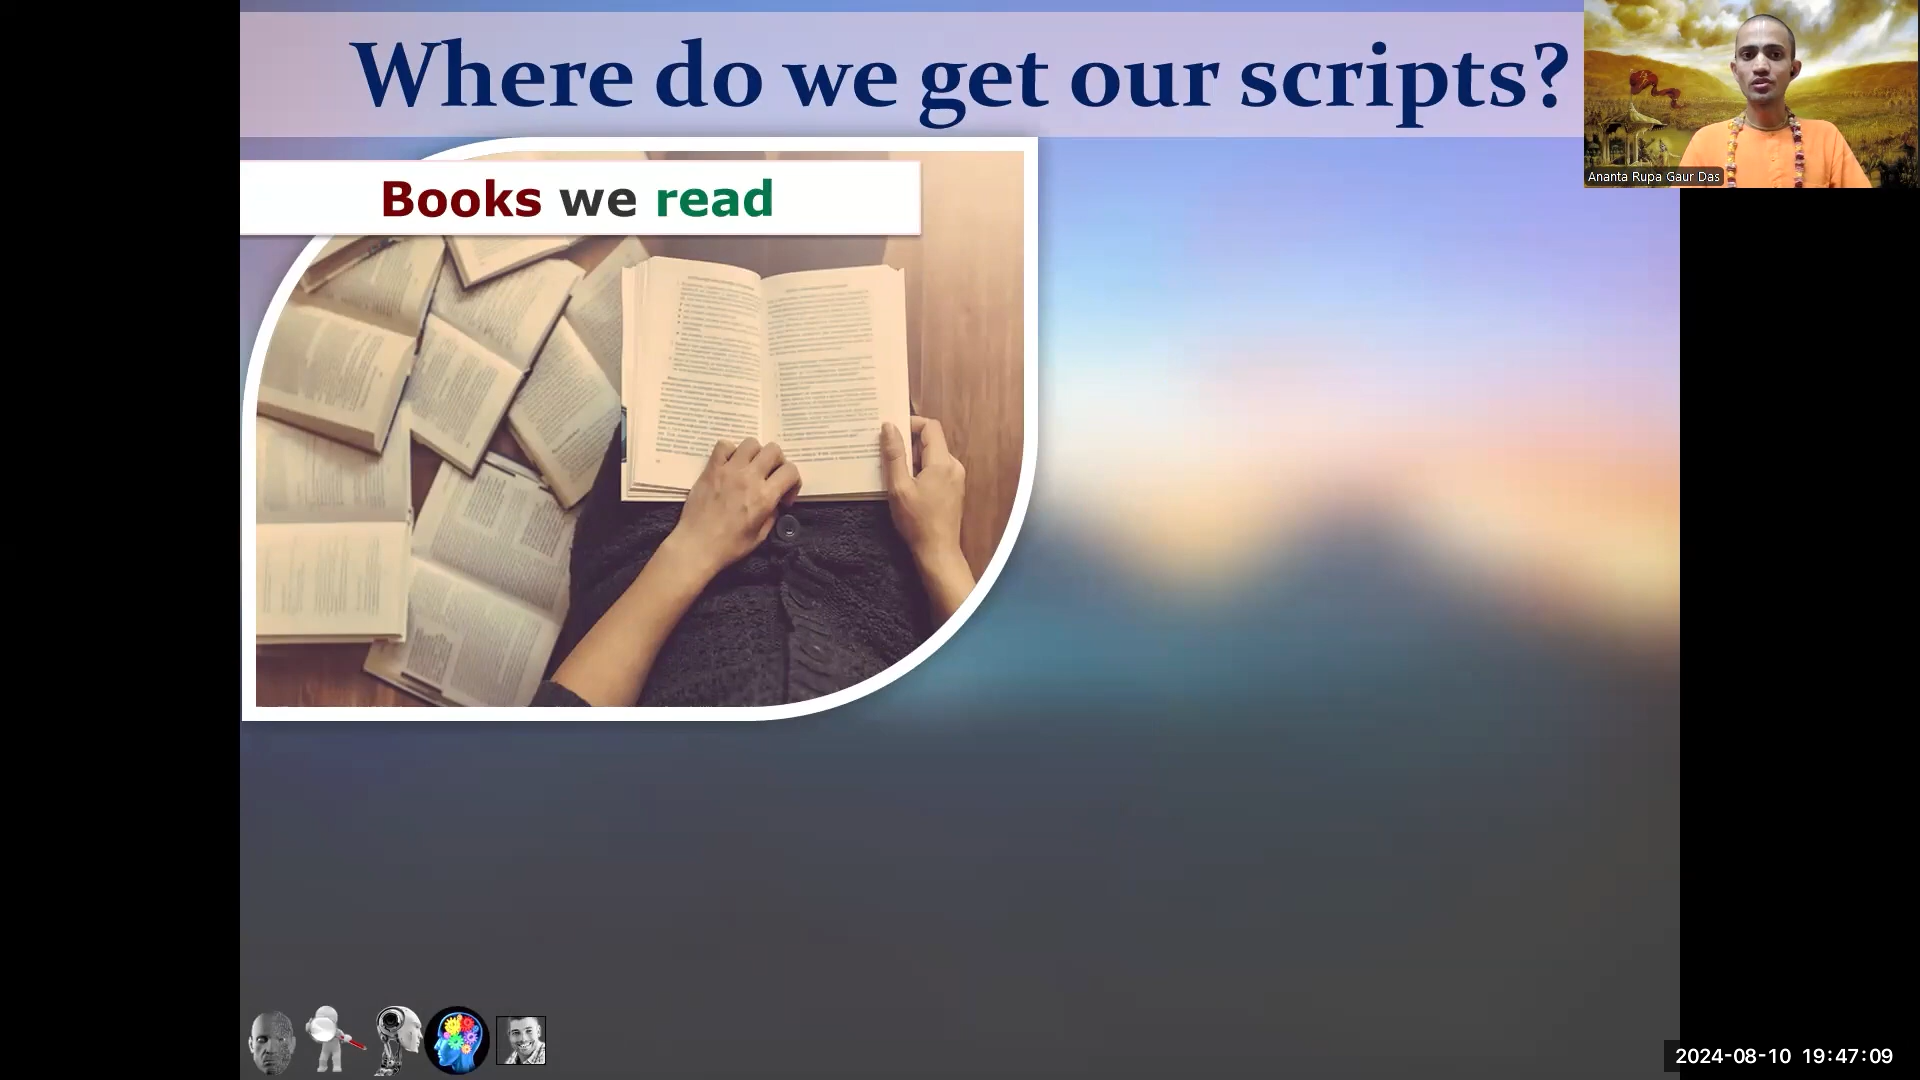 Where do we get our scripts?
Ananta Rupa Gaur Das
Books we read
2024-08-10 19:47:09